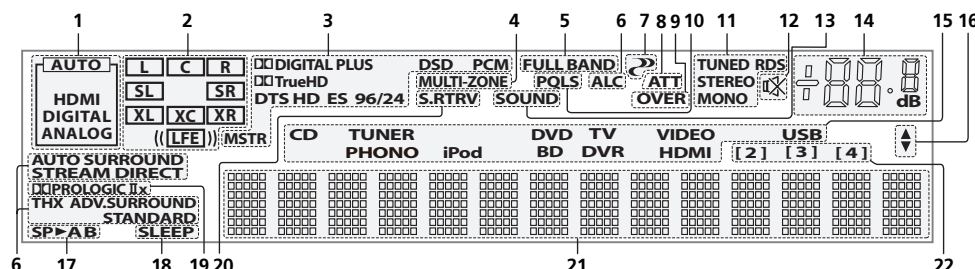 1 2 3 4 5 6 7 8 9 10 11 12 13 14 15 16
AUTO
HDMI
DIGITAL
ANALOG
L C R
SL SR
XL XC XR
((LFE))
DIGITAL PLUS
TrueHD
DTS HD ES 96/24
MSTR
DSD PCM
MULTI-ZONE
S.RTRV
FULL BAND
PQLS ALC
SOUND
ATT
OVER
TUNED RDS
STEREO
MONO
dB
CD TUNER DVD TV VIDEO USB
PHONO iPod BD DVR HDMI [2] [3] [4]
AUTO SURROUND
STREAM DIRECT
PROLOGIC IIx
THX ADV.SURROUND
STANDARD
SP►AB SLEEP
6 17 18 19 20 21 22